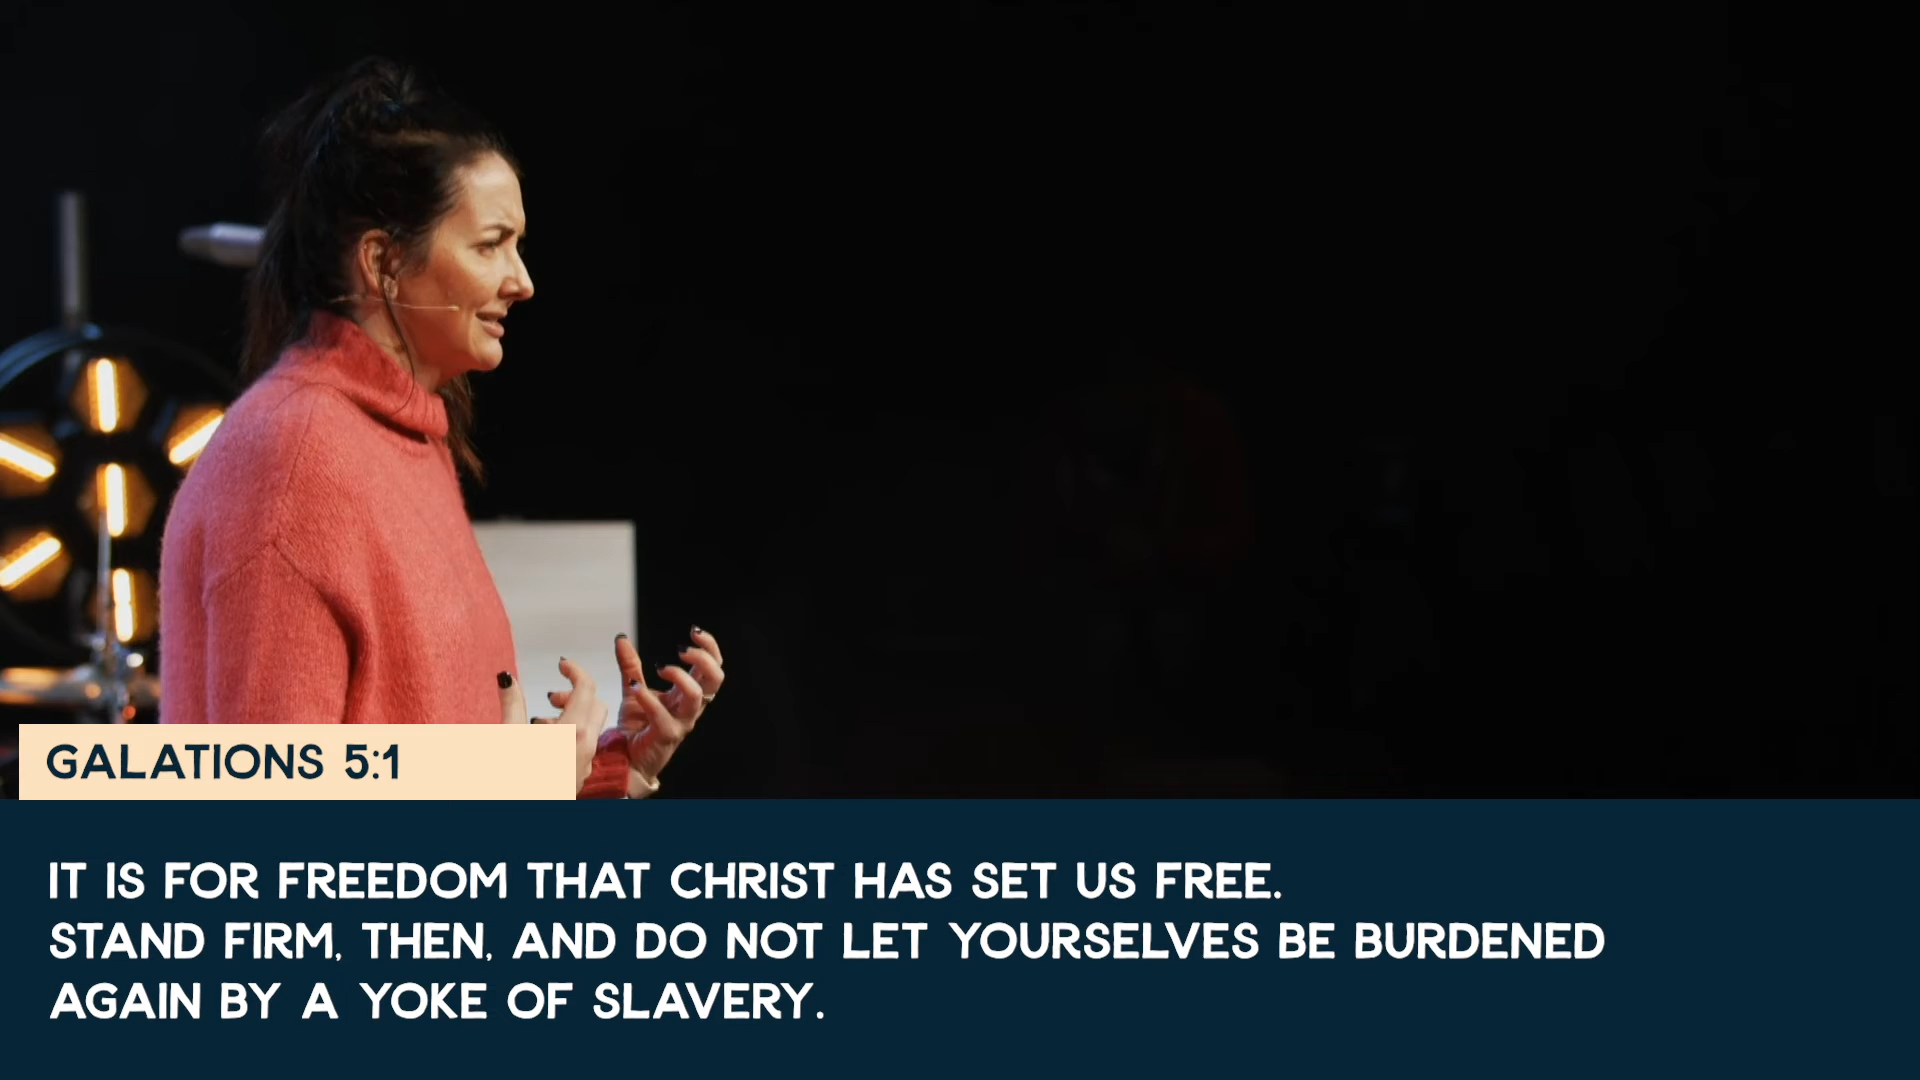 GALATIONS 5:1
IT IS FOR FREEDOM THAT CHRIST HAS SET US FREE.
STAND FIRM, THEN, AND DO NOT LET YOURSELVES BE BURDENED
AGAIN BY A YOKE OF SLAVERY.